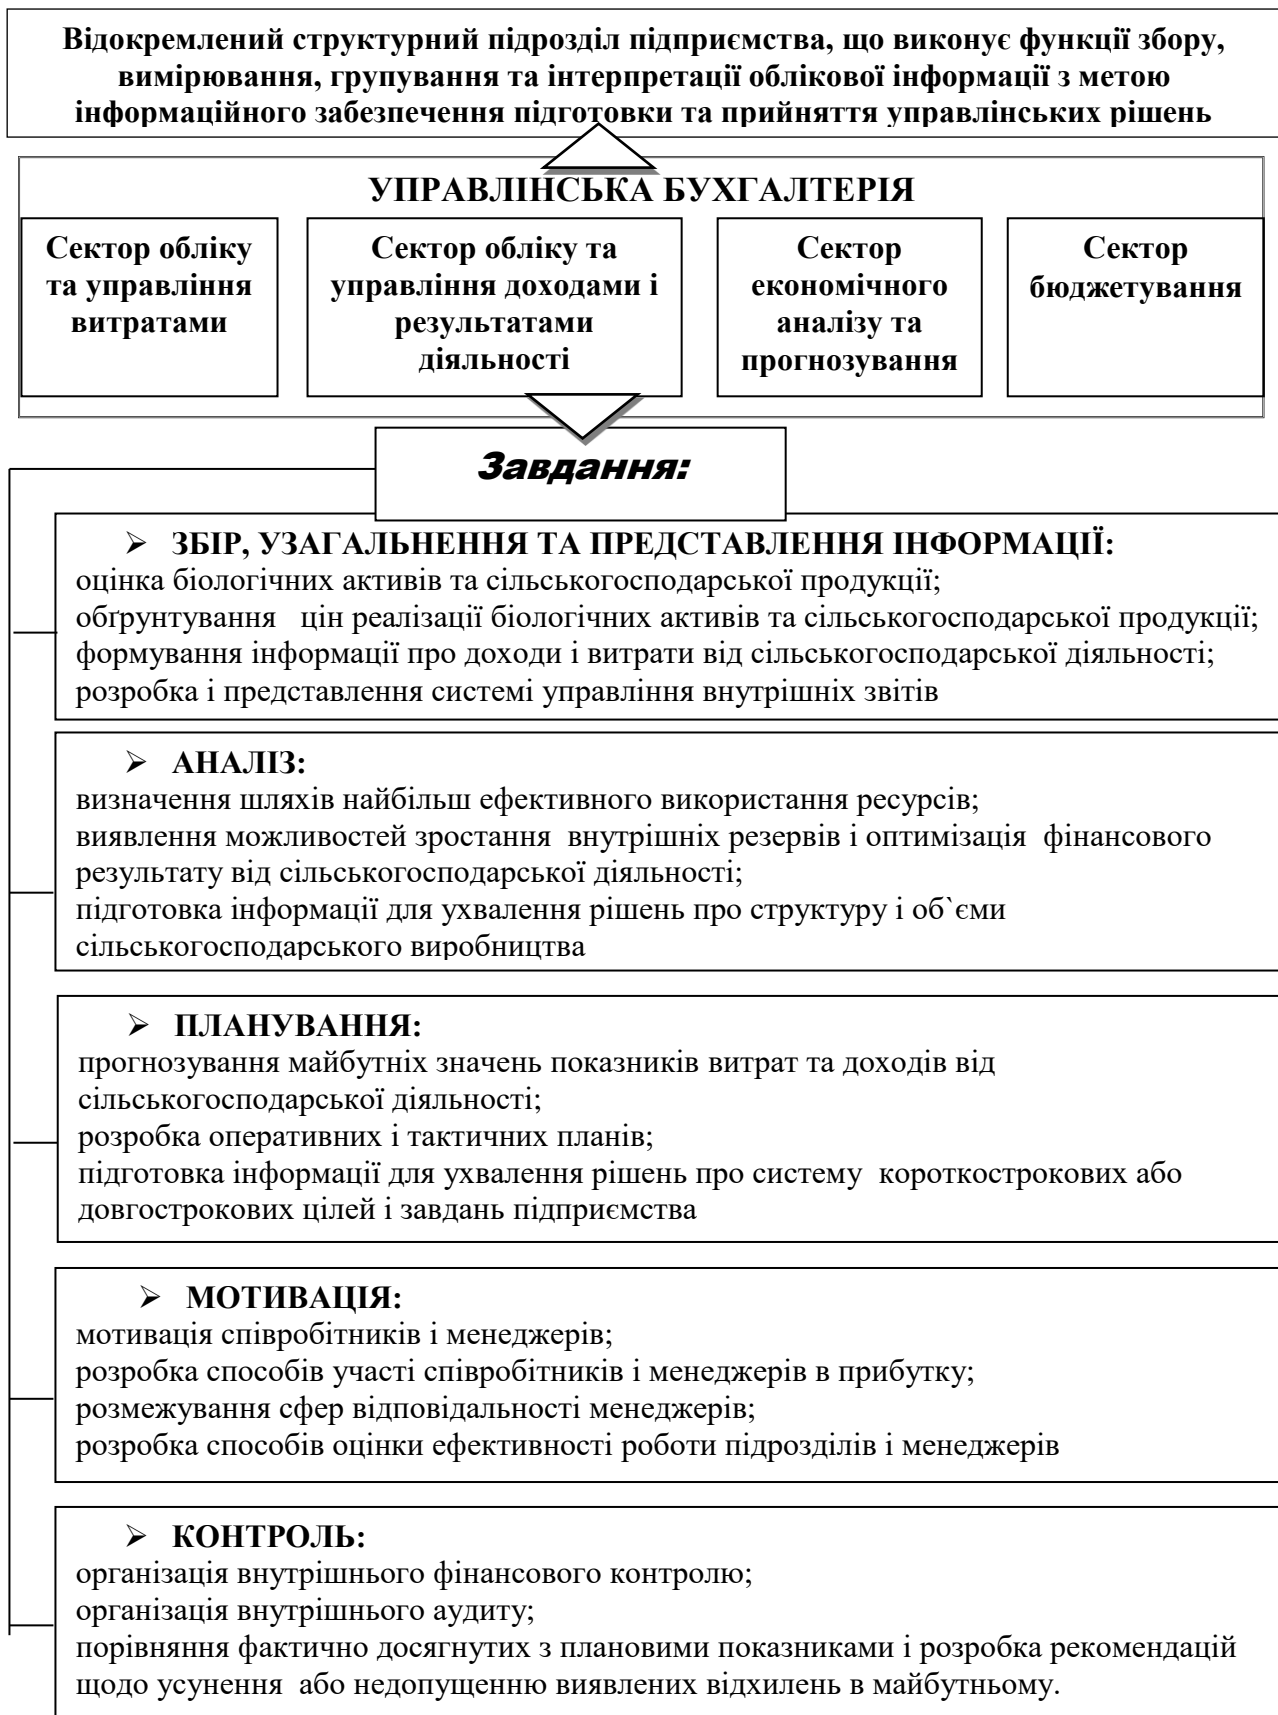 Відокремлений структурний підрозділ підприємства, що виконує функції збору,
вимірювання, групування та інтерпретації облікової інформації з метою
інформаційного забезпечення підготовки та прийняття управлінських рішень
УПРАВЛІНСЬКА БУХГАЛТЕРІЯ
Сектор обліку
та управління
витратами
Сектор обліку та
управління доходами і
результатами
діяльності
Сектор
економічного
аналізу та
прогнозування
Сектор
бюджетування
Завдання:
➢ ЗБІР, УЗАГАЛЬНЕННЯ ТА ПРЕДСТАВЛЕННЯ ІНФОРМАЦІЇ:
оцінка біологічних активів та сільськогосподарської продукції;
обґрунтування цін реалізації біологічних активів та сільськогосподарської продукції;
формування інформації про доходи і витрати від сільськогосподарської діяльності;
розробка і представлення системі управління внутрішніх звітів
➢ АНАЛІЗ:
визначення шляхів найбільш ефективного використання ресурсів;
виявлення можливостей зростання внутрішніх резервів і оптимізація фінансового
результату від сільськогосподарської діяльності;
підготовка інформації для ухвалення рішень про структуру і об`єми
сільськогосподарського виробництва
➢ ПЛАНУВАННЯ:
прогнозування майбутніх значень показників витрат та доходів від
сільськогосподарської діяльності;
розробка оперативних і тактичних планів;
підготовка інформації для ухвалення рішень про систему короткострокових або
довгострокових цілей і завдань підприємства
➢ МОТИВАЦІЯ:
мотивація співробітників і менеджерів;
розробка способів участі співробітників і менеджерів в прибутку;
розмежування сфер відповідальності менеджерів;
розробка способів оцінки ефективності роботи підрозділів і менеджерів
➢ КОНТРОЛЬ:
організація внутрішнього фінансового контролю;
організація внутрішнього аудиту;
порівняння фактично досягнутих з плановими показниками і розробка рекомендацій
щодо усунення або недопущенню виявлених відхилень в майбутньому.